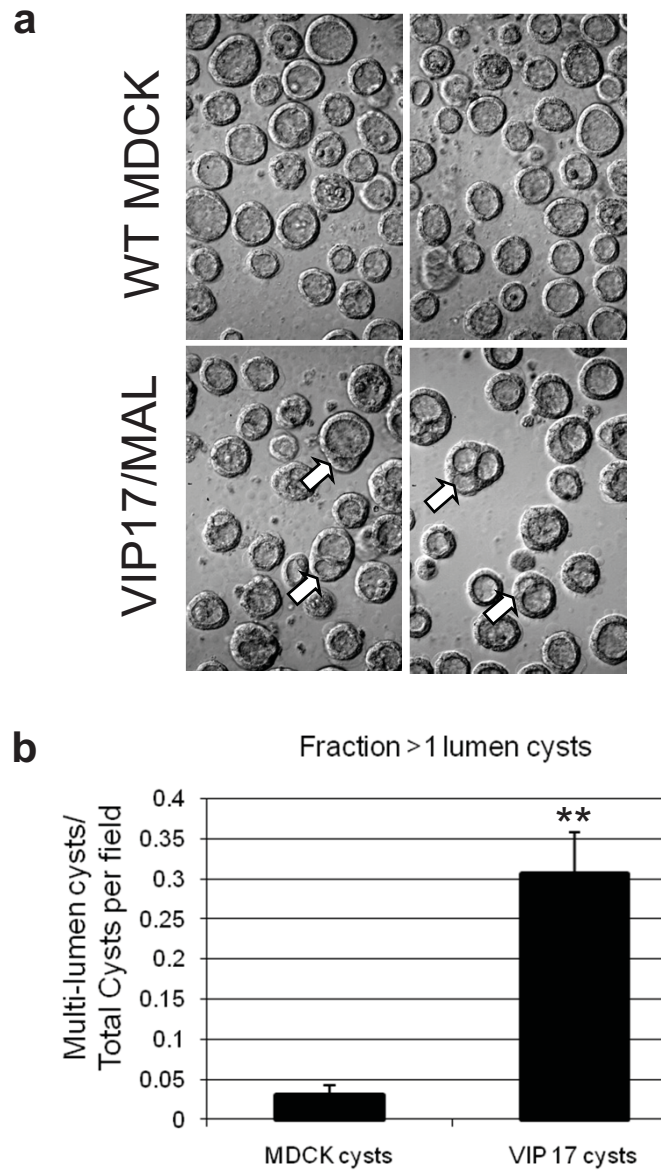 a
WT MDCK
VIP17/MAL
b
Fraction >1 lumen cysts
Multi-lumen cysts/
Total Cysts per field
0.4
0.35
0.3
0.25
0.2
0.15
0.1
0.05
0
**
MDCK cysts
VIP 17 cysts